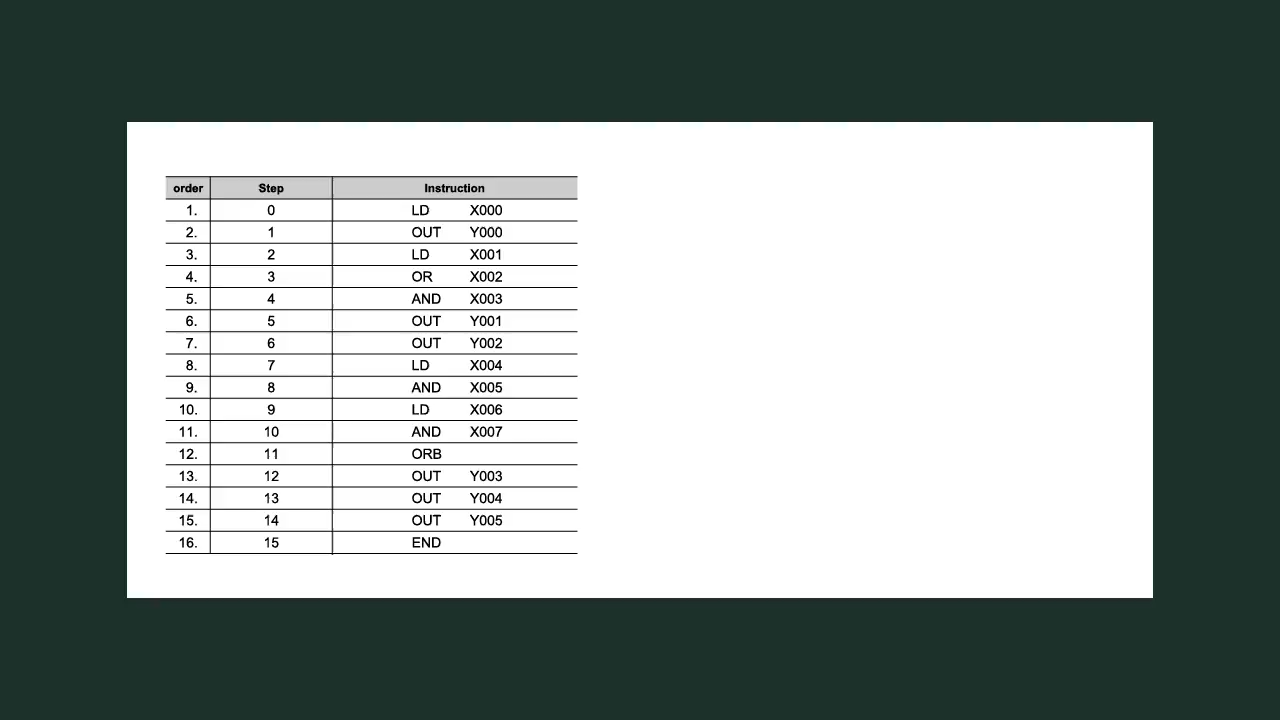 order Step Instruction
1. 0 LD X000
2. 1 OUT Y000
3. 2 LD X001
4. 3 OR X002
5. 4 AND X003
6. 5 OUT Y001
7. 6 OUT Y002
8. 7 LD X004
9. 8 AND X005
10. 9 LD X006
11. 10 AND X007
12. 11 ORB
13. 12 OUT Y003
14. 13 OUT Y004
15. 14 OUT Y005
16. 15 END